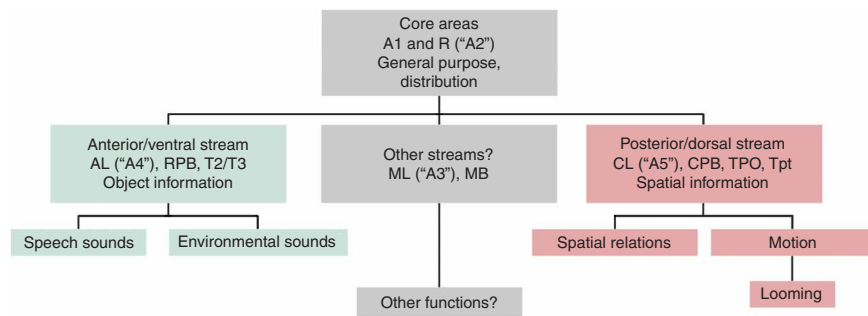 Core areas
A1 and R (“A2”)
General purpose,
distribution
Anterior/ventral stream
AL (“A4”), RPB, T2/T3
Object information
Other streams?
ML (“A3”), MB
Posterior/dorsal stream
CL (“A5”), CPB, TPO, Tpt
Spatial information
Speech sounds
Environmental sounds
Spatial relations
Motion
Other functions?
Looming